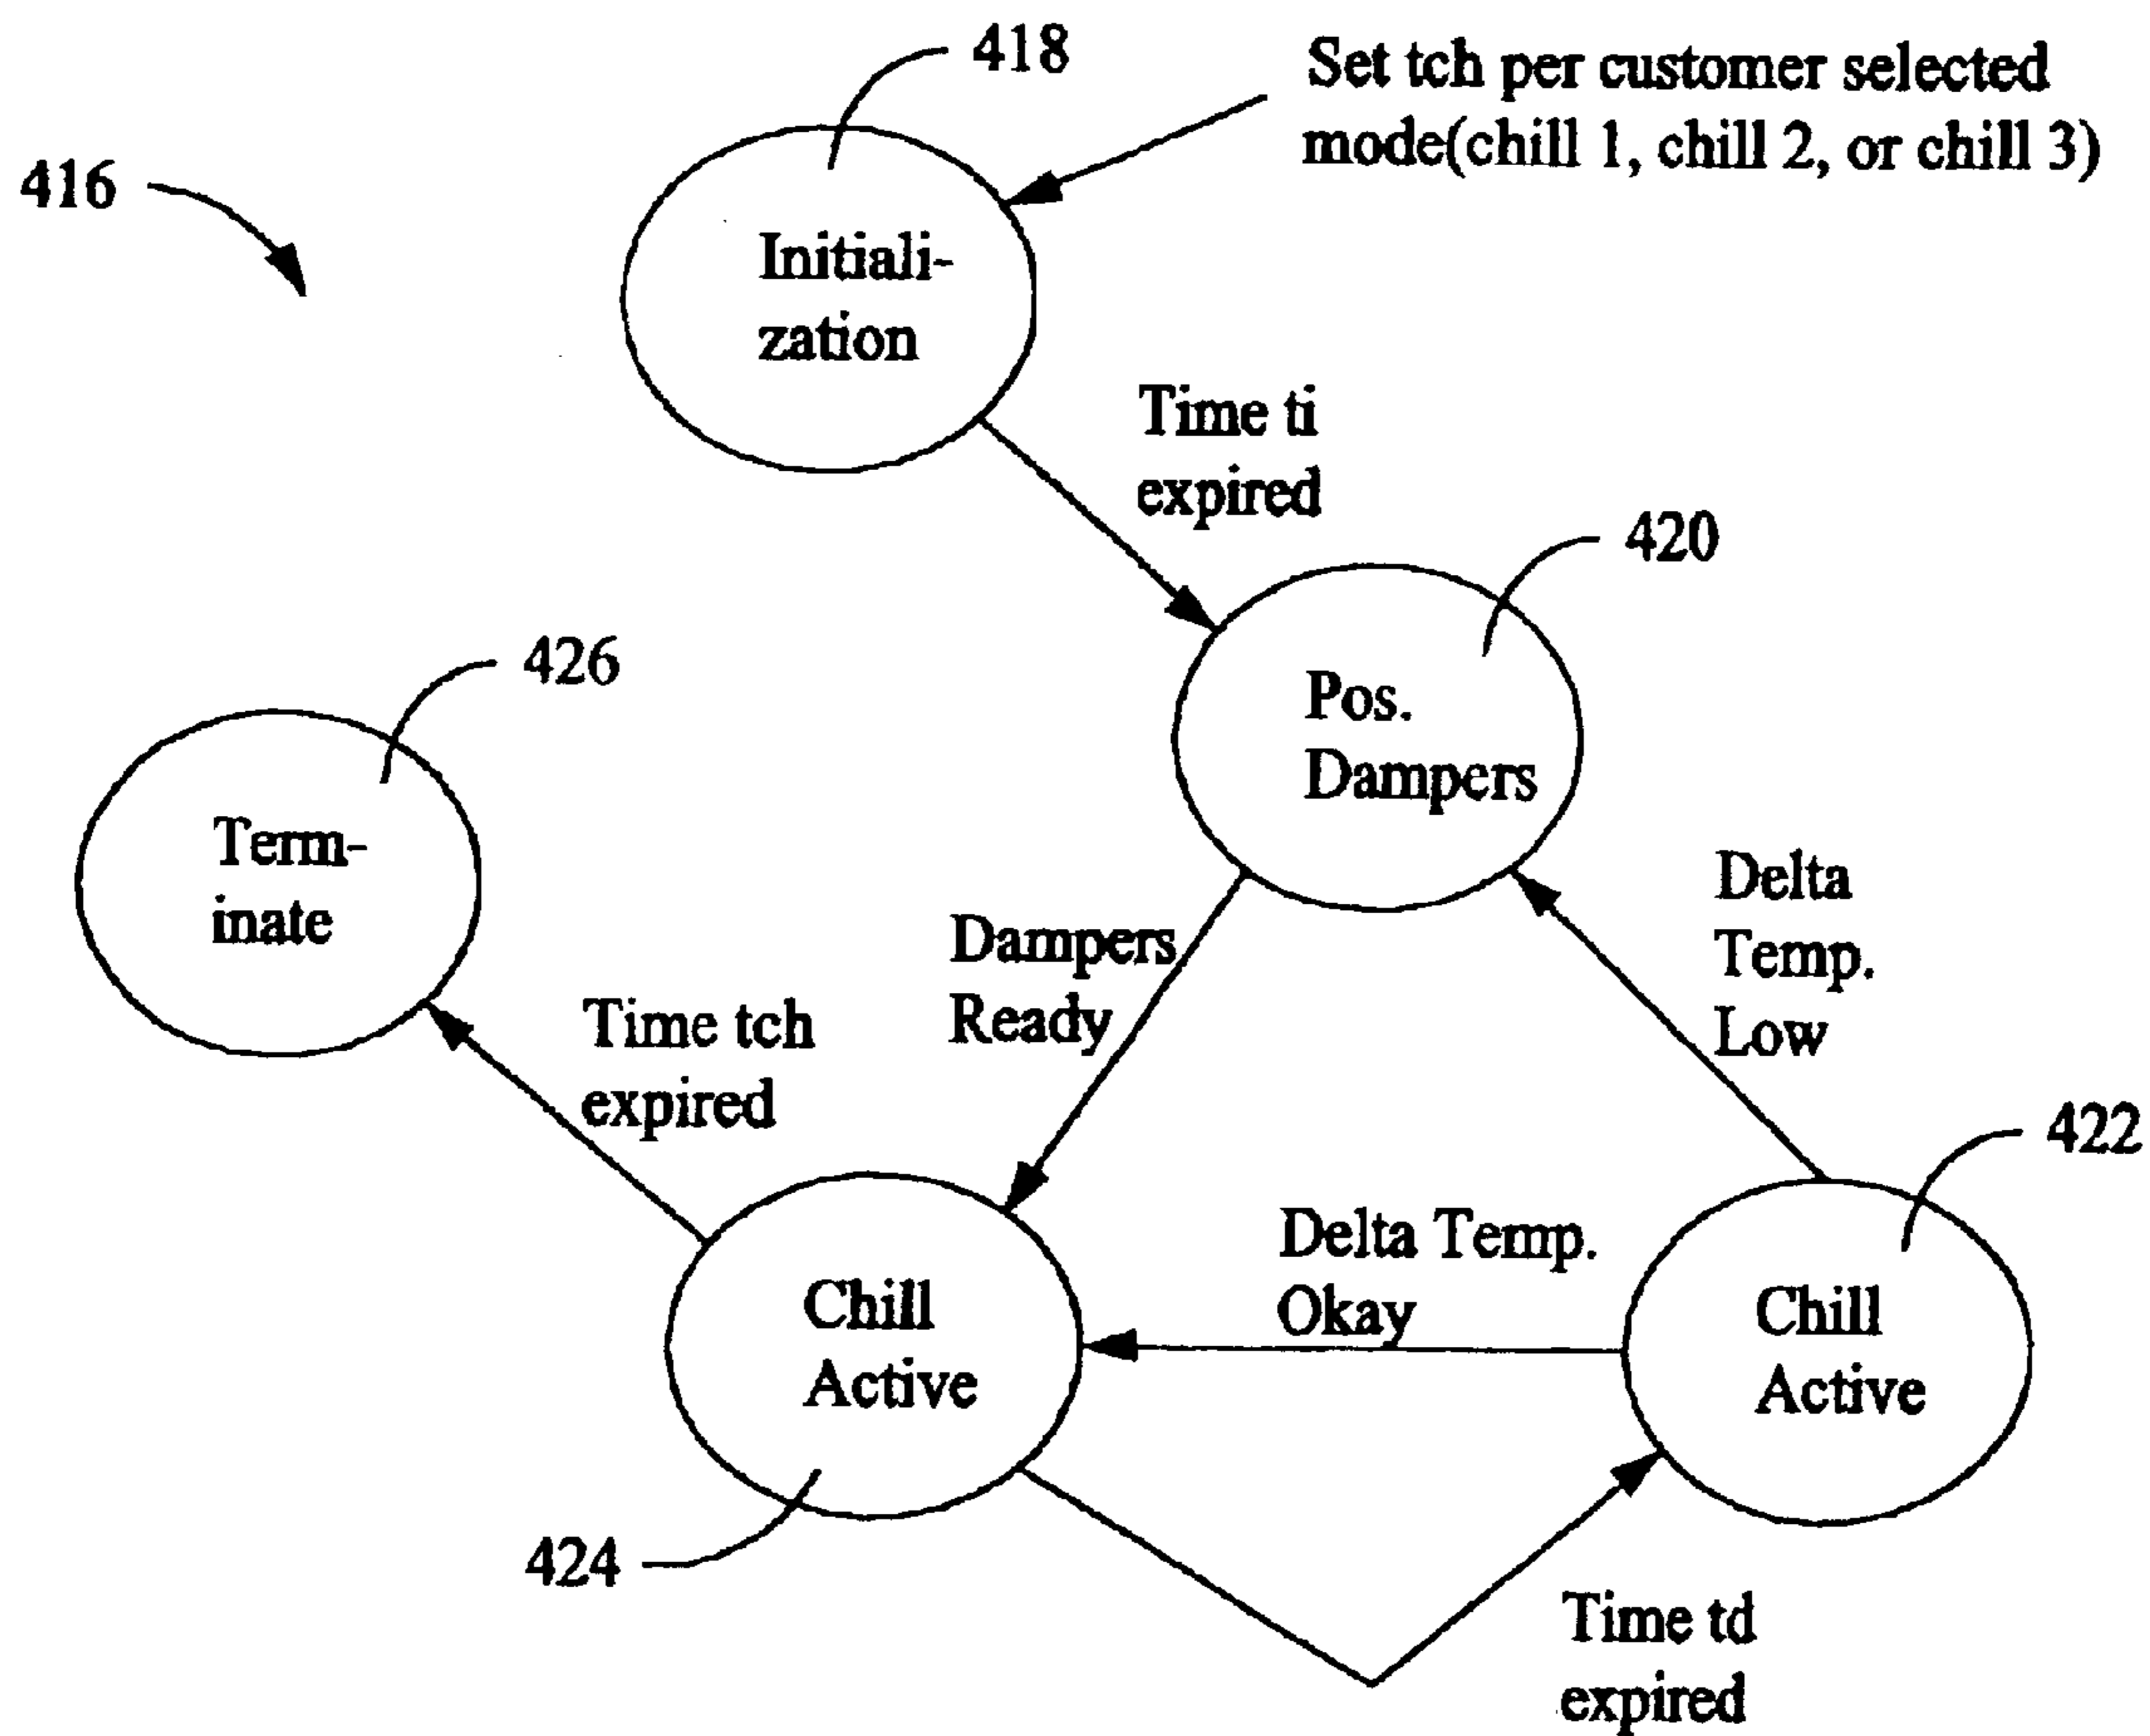 418
Set tch per customer selected
mode(chill 1, chill 2, or chill 3)
416
Initiali-
zation
Time ti
expired
420
426
Pos.
Dampers
Term-
inate
Delta
Temp.
Low
Dampers
Ready
Time tch
expired
422
Delta Temp.
Okay
Chill
Active
Chill
Active
424
Time td
expired